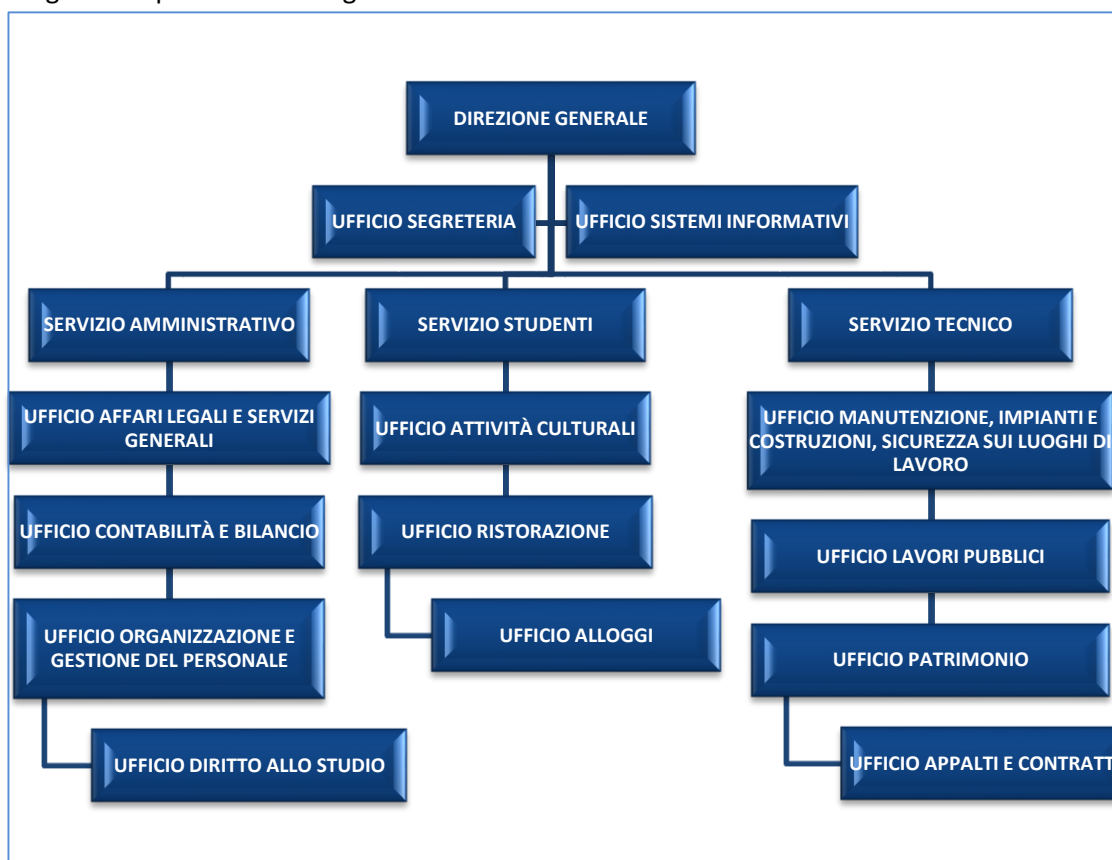 DIREZIONE GENERALE
UFFICIO SEGRETERIA
UFFICIO SISTEMI INFORMATIVI
SERVIZIO AMMINISTRATIVO
SERVIZIO STUDENTI
SERVIZIO TECNICO
UFFICIO AFFARI LEGALI E SERVIZI
GENERALI
UFFICIO ATTIVITÀ CULTURALI
UFFICIO MANUTENZIONE, IMPIANTI E
COSTRUZIONI, SICUREZZA SUI LUOGHI DI
LAVORO
UFFICIO CONTABILITÀ E BILANCIO
UFFICIO RISTORAZIONE
UFFICIO LAVORI PUBBLICI
UFFICIO ORGANIZZAZIONE E
GESTIONE DEL PERSONALE
UFFICIO ALLOGGI
UFFICIO PATRIMONIO
UFFICIO DIRITTO ALLO STUDIO
UFFICIO APPALTI E CONTRATT